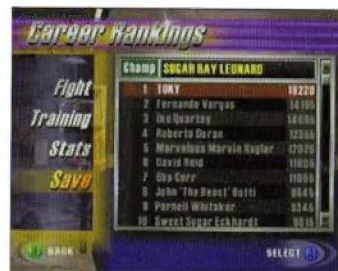 Career Rankings
Champ SUGAR RAY LEONARD
Fight
Training
Stats
Save
1 TONY 18220
2 Fernando Vargas
3 Ike Quartey
4 Roberto Duran
5 Marvelous Marvin Hagler
6 David Reid
7 Oba Carr
8 John "The Beast" Botti
9 Pernell Whitaker
10 Sweet Sugar Eckhardt
BACK
SELECT